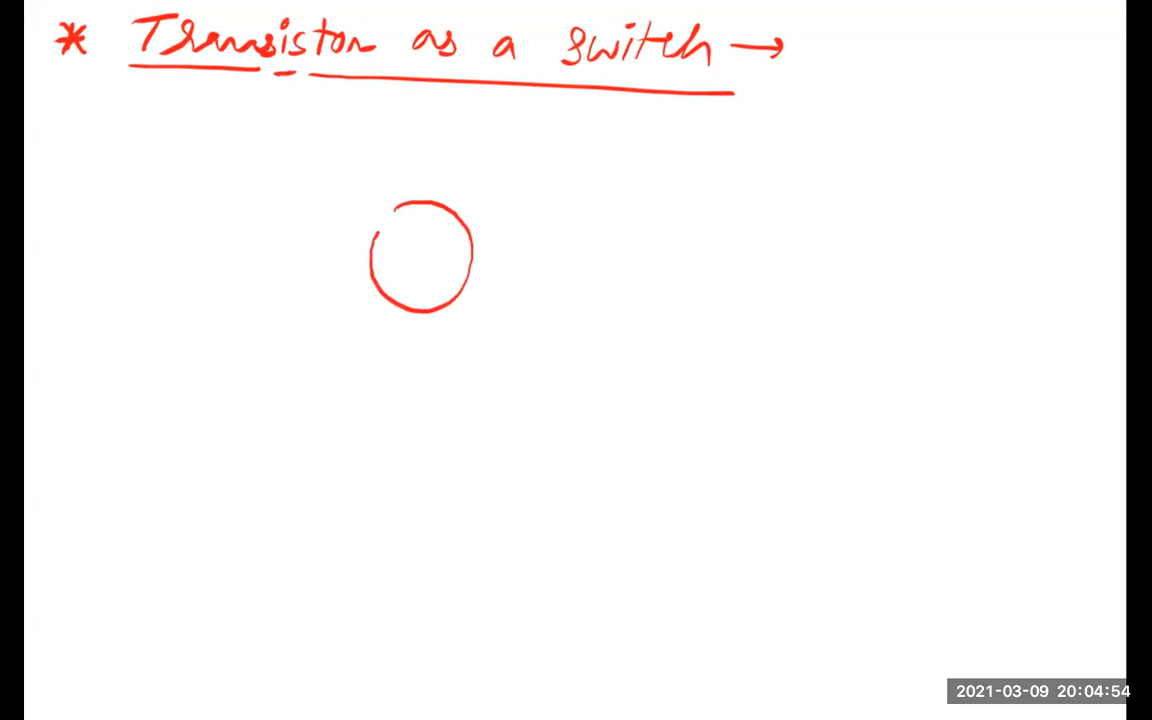 * Transistor as a switch →
2021-03-09 20:04:54